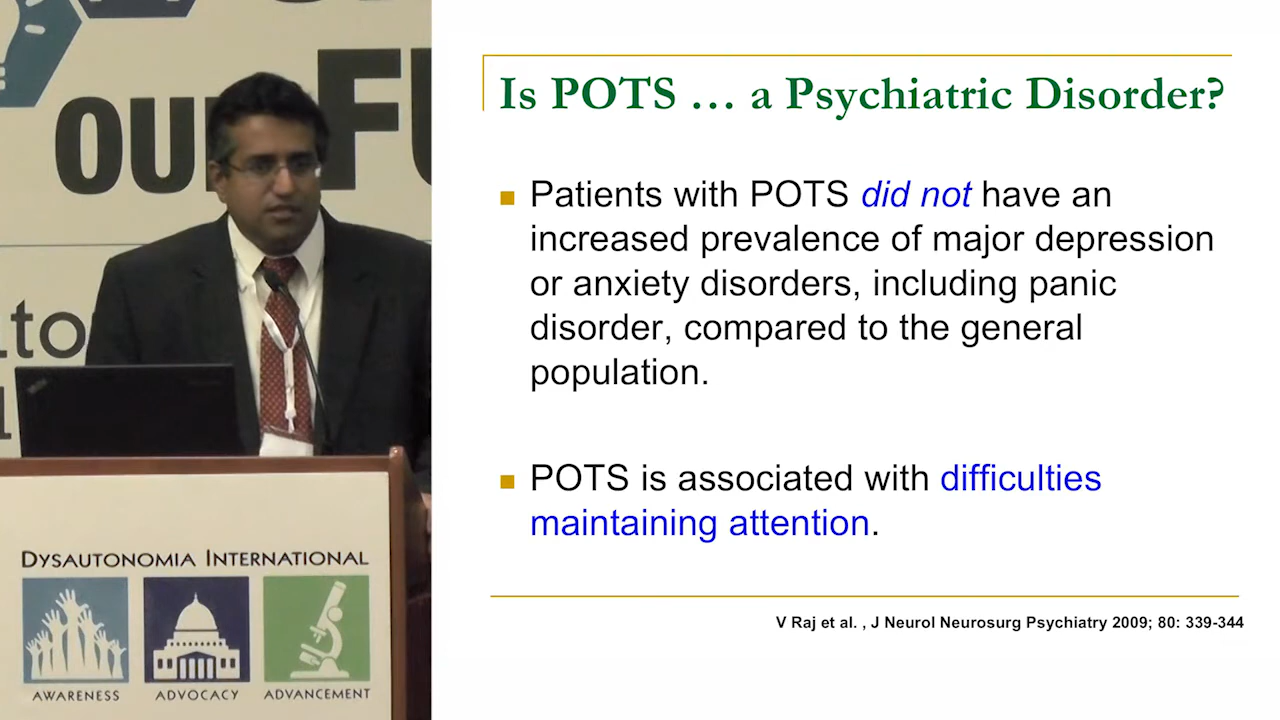 OUR FU
Is POTS … a Psychiatric Disorder?
Patients with POTS did not have an
increased prevalence of major depression
or anxiety disorders, including panic
disorder, compared to the general
population.
POTS is associated with difficulties
maintaining attention.
V Raj et al. , J Neurol Neurosurg Psychiatry 2009; 80: 339-344
DYSAUTONOMIA INTERNATIONAL
AWARENESS
ADVOCACY
ADVANCEMENT